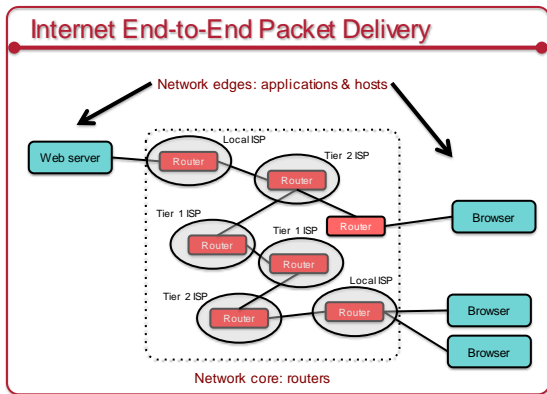 Internet End-to-End Packet Delivery
Network edges: applications & hosts
Local ISP
Web server
Router
Tier 2 ISP
Router
Tier 1 ISP
Router
Tier 1 ISP
Router
Router
Browser
Tier 2 ISP
Router
Local ISP
Router
Browser
Browser
Network core: routers